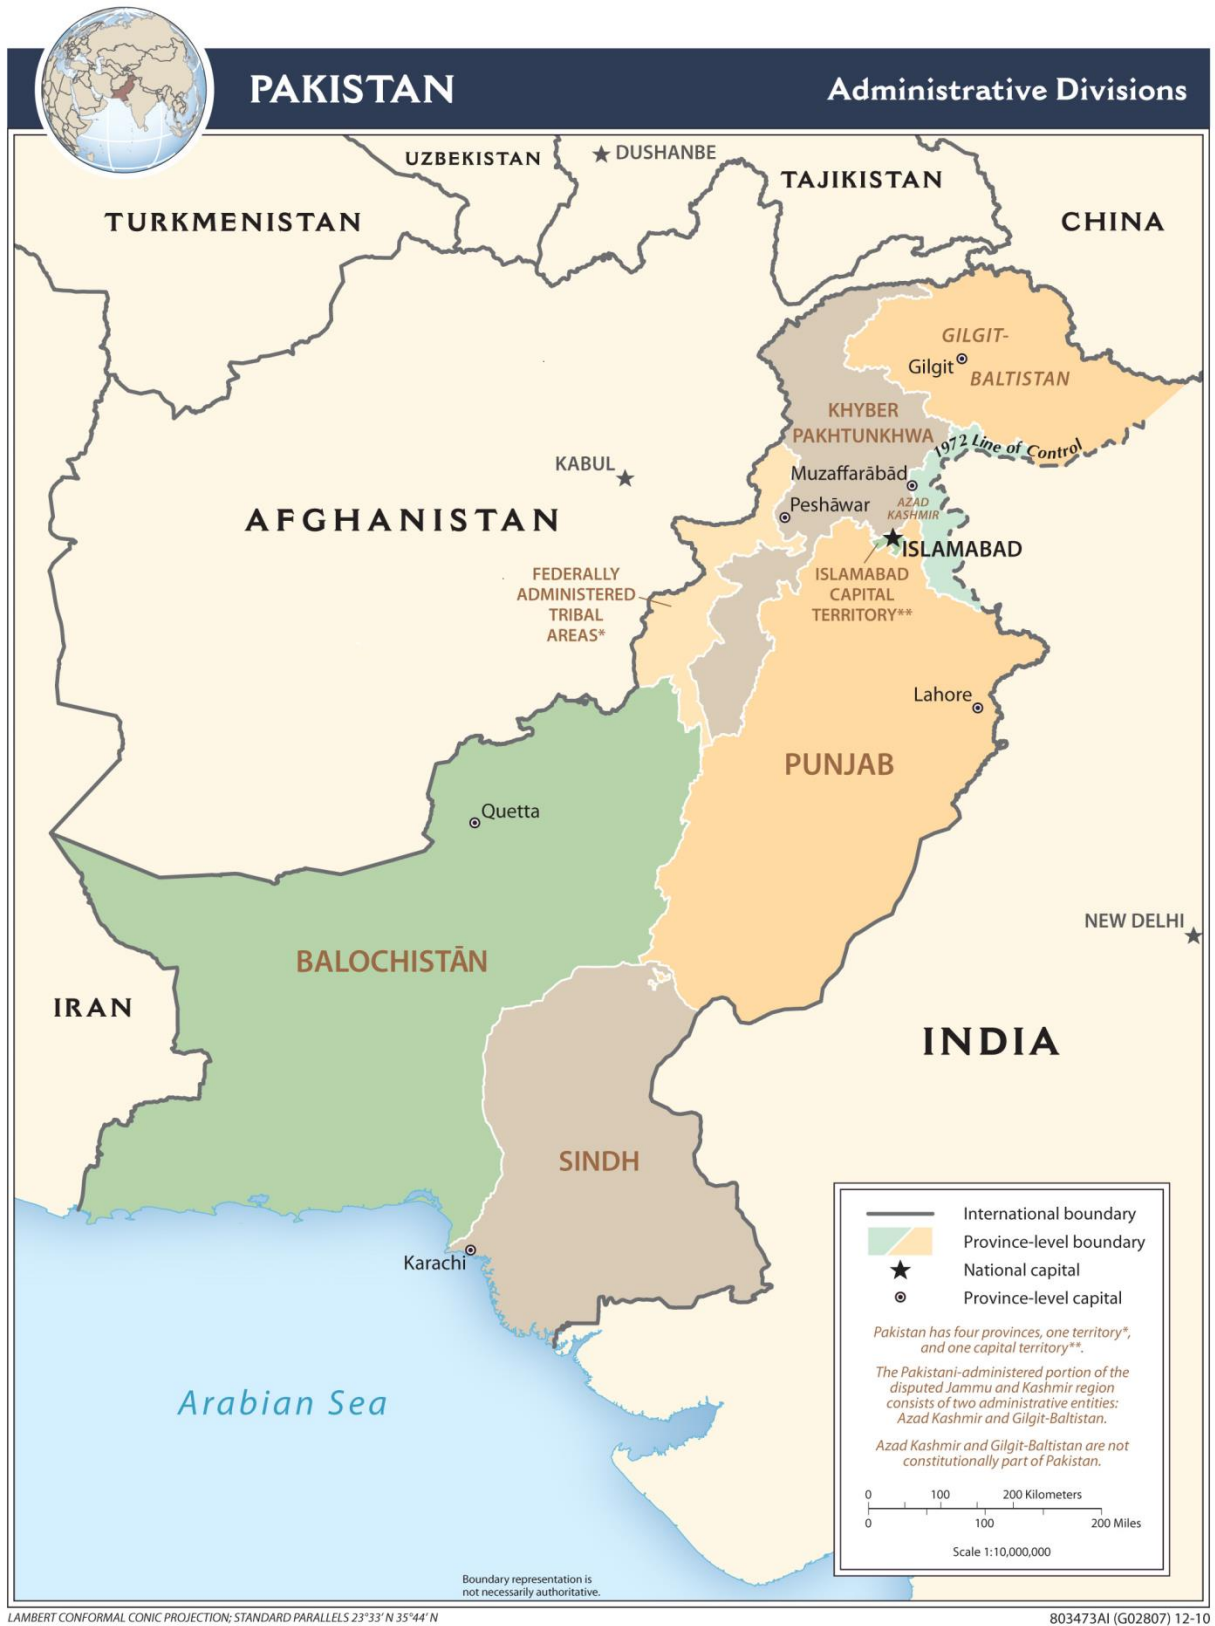 PAKISTAN
Administrative Divisions
UZBEKISTAN
DUSHANBE
TAJIKISTAN
TURKMENISTAN
CHINA
GILGIT-
Gilgit
BALTISTAN
KHYBER
PAKHTUNKHWA
1972 Line of Control
KABUL
Muzaffarābād
Peshāwar
AZAD
KASHMIR
AFGHANISTAN
ISLAMABAD
FEDERALLY
ADMINISTERED
TRIBAL
AREAS*
ISLAMABAD
CAPITAL
TERRITORY**
Lahore
PUNJAB
Quetta
NEW DELHI
BALOCHISTĀN
IRAN
INDIA
SINDH
Karachi
Arabian Sea
International boundary
Province-level boundary
National capital
Province-level capital
Pakistan has four provinces, one territory*,
and one capital territory**.
The Pakistani-administered portion of the
disputed Jammu and Kashmir region
consists of two administrative entities:
Azad Kashmir and Gilgit-Baltistan.
Azad Kashmir and Gilgit-Baltistan are not
constitutionally part of Pakistan.
0 100 200 Kilometers
0 100 200 Miles
Scale 1:10,000,000
Boundary representation is
not necessarily authoritative.
LAMBERT CONFORMAL CONIC PROJECTION; STANDARD PARALLELS 23°33' N 35°44' N
803473AI (G02807) 12-10